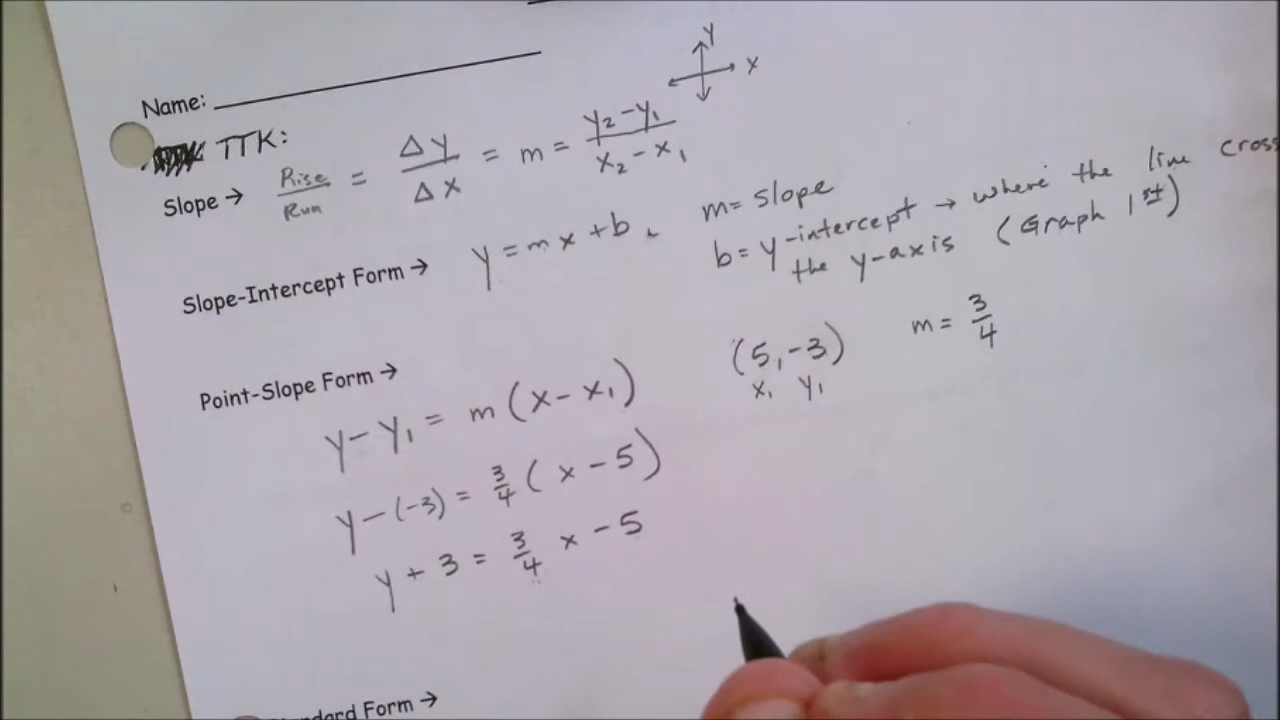 Y
X
Name:
TTK:
Slope → Rise/Run = ΔY/ΔX = m = y₂-y₁/x₂-x₁
Slope-Intercept Form → y = mx + b, m = slope
b = y-intercept → where the line cross
the y-axis (Graph 1st)
Point-Slope Form → (5, -3) m = 3/4
x₁ y₁
y - y₁ = m(x - x₁)
y - (-3) = 3/4 (x - 5)
y + 3 = 3/4 x - 5
Form →